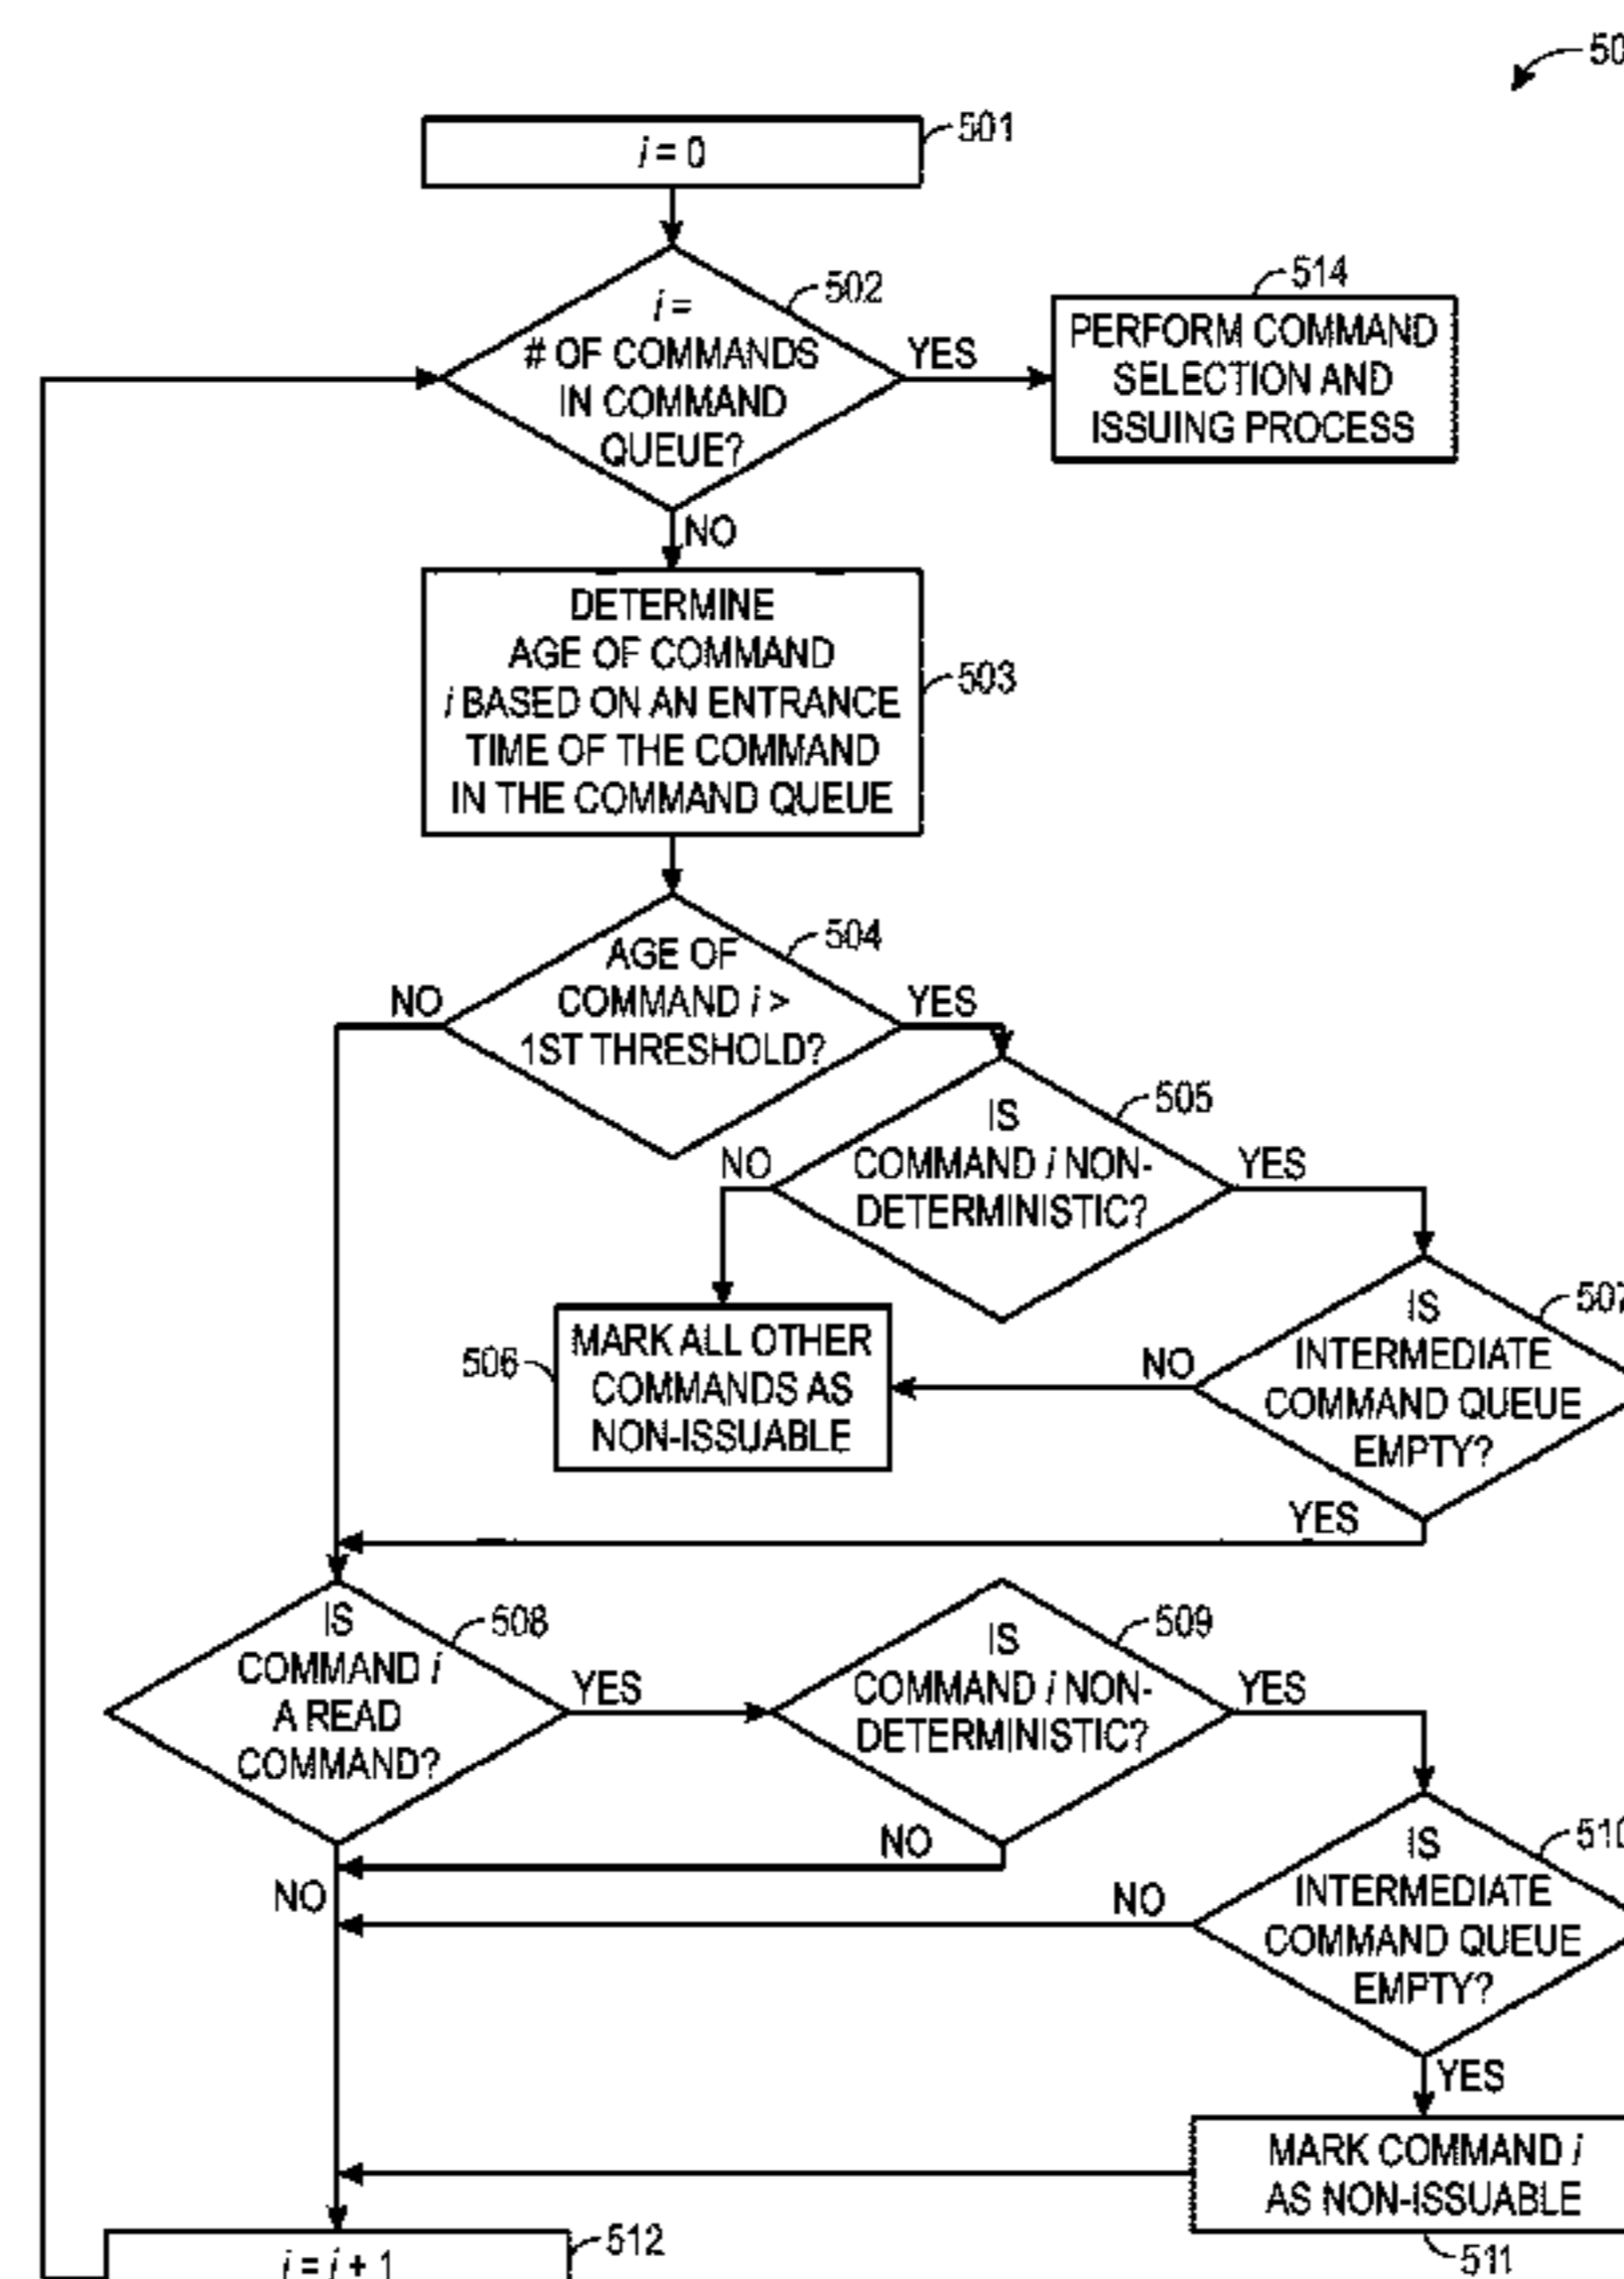 50
501
i = 0
502
i =
# OF COMMANDS
IN COMMAND
QUEUE?
YES
514
PERFORM COMMAND
SELECTION AND
ISSUING PROCESS
NO
DETERMINE
AGE OF COMMAND
i BASED ON AN ENTRANCE
TIME OF THE COMMAND
IN THE COMMAND QUEUE
503
504
AGE OF
COMMAND i >
1ST THRESHOLD?
NO
YES
505
IS
COMMAND i NON-
DETERMINISTIC?
NO
YES
506
MARK ALL OTHER
COMMANDS AS
NON-ISSUABLE
507
IS
INTERMEDIATE
COMMAND QUEUE
EMPTY?
NO
YES
508
IS
COMMAND i
A READ
COMMAND?
YES
NO
509
IS
COMMAND i NON-
DETERMINISTIC?
YES
NO
510
IS
INTERMEDIATE
COMMAND QUEUE
EMPTY?
NO
YES
MARK COMMAND i
AS NON-ISSUABLE
511
512
i = i + 1